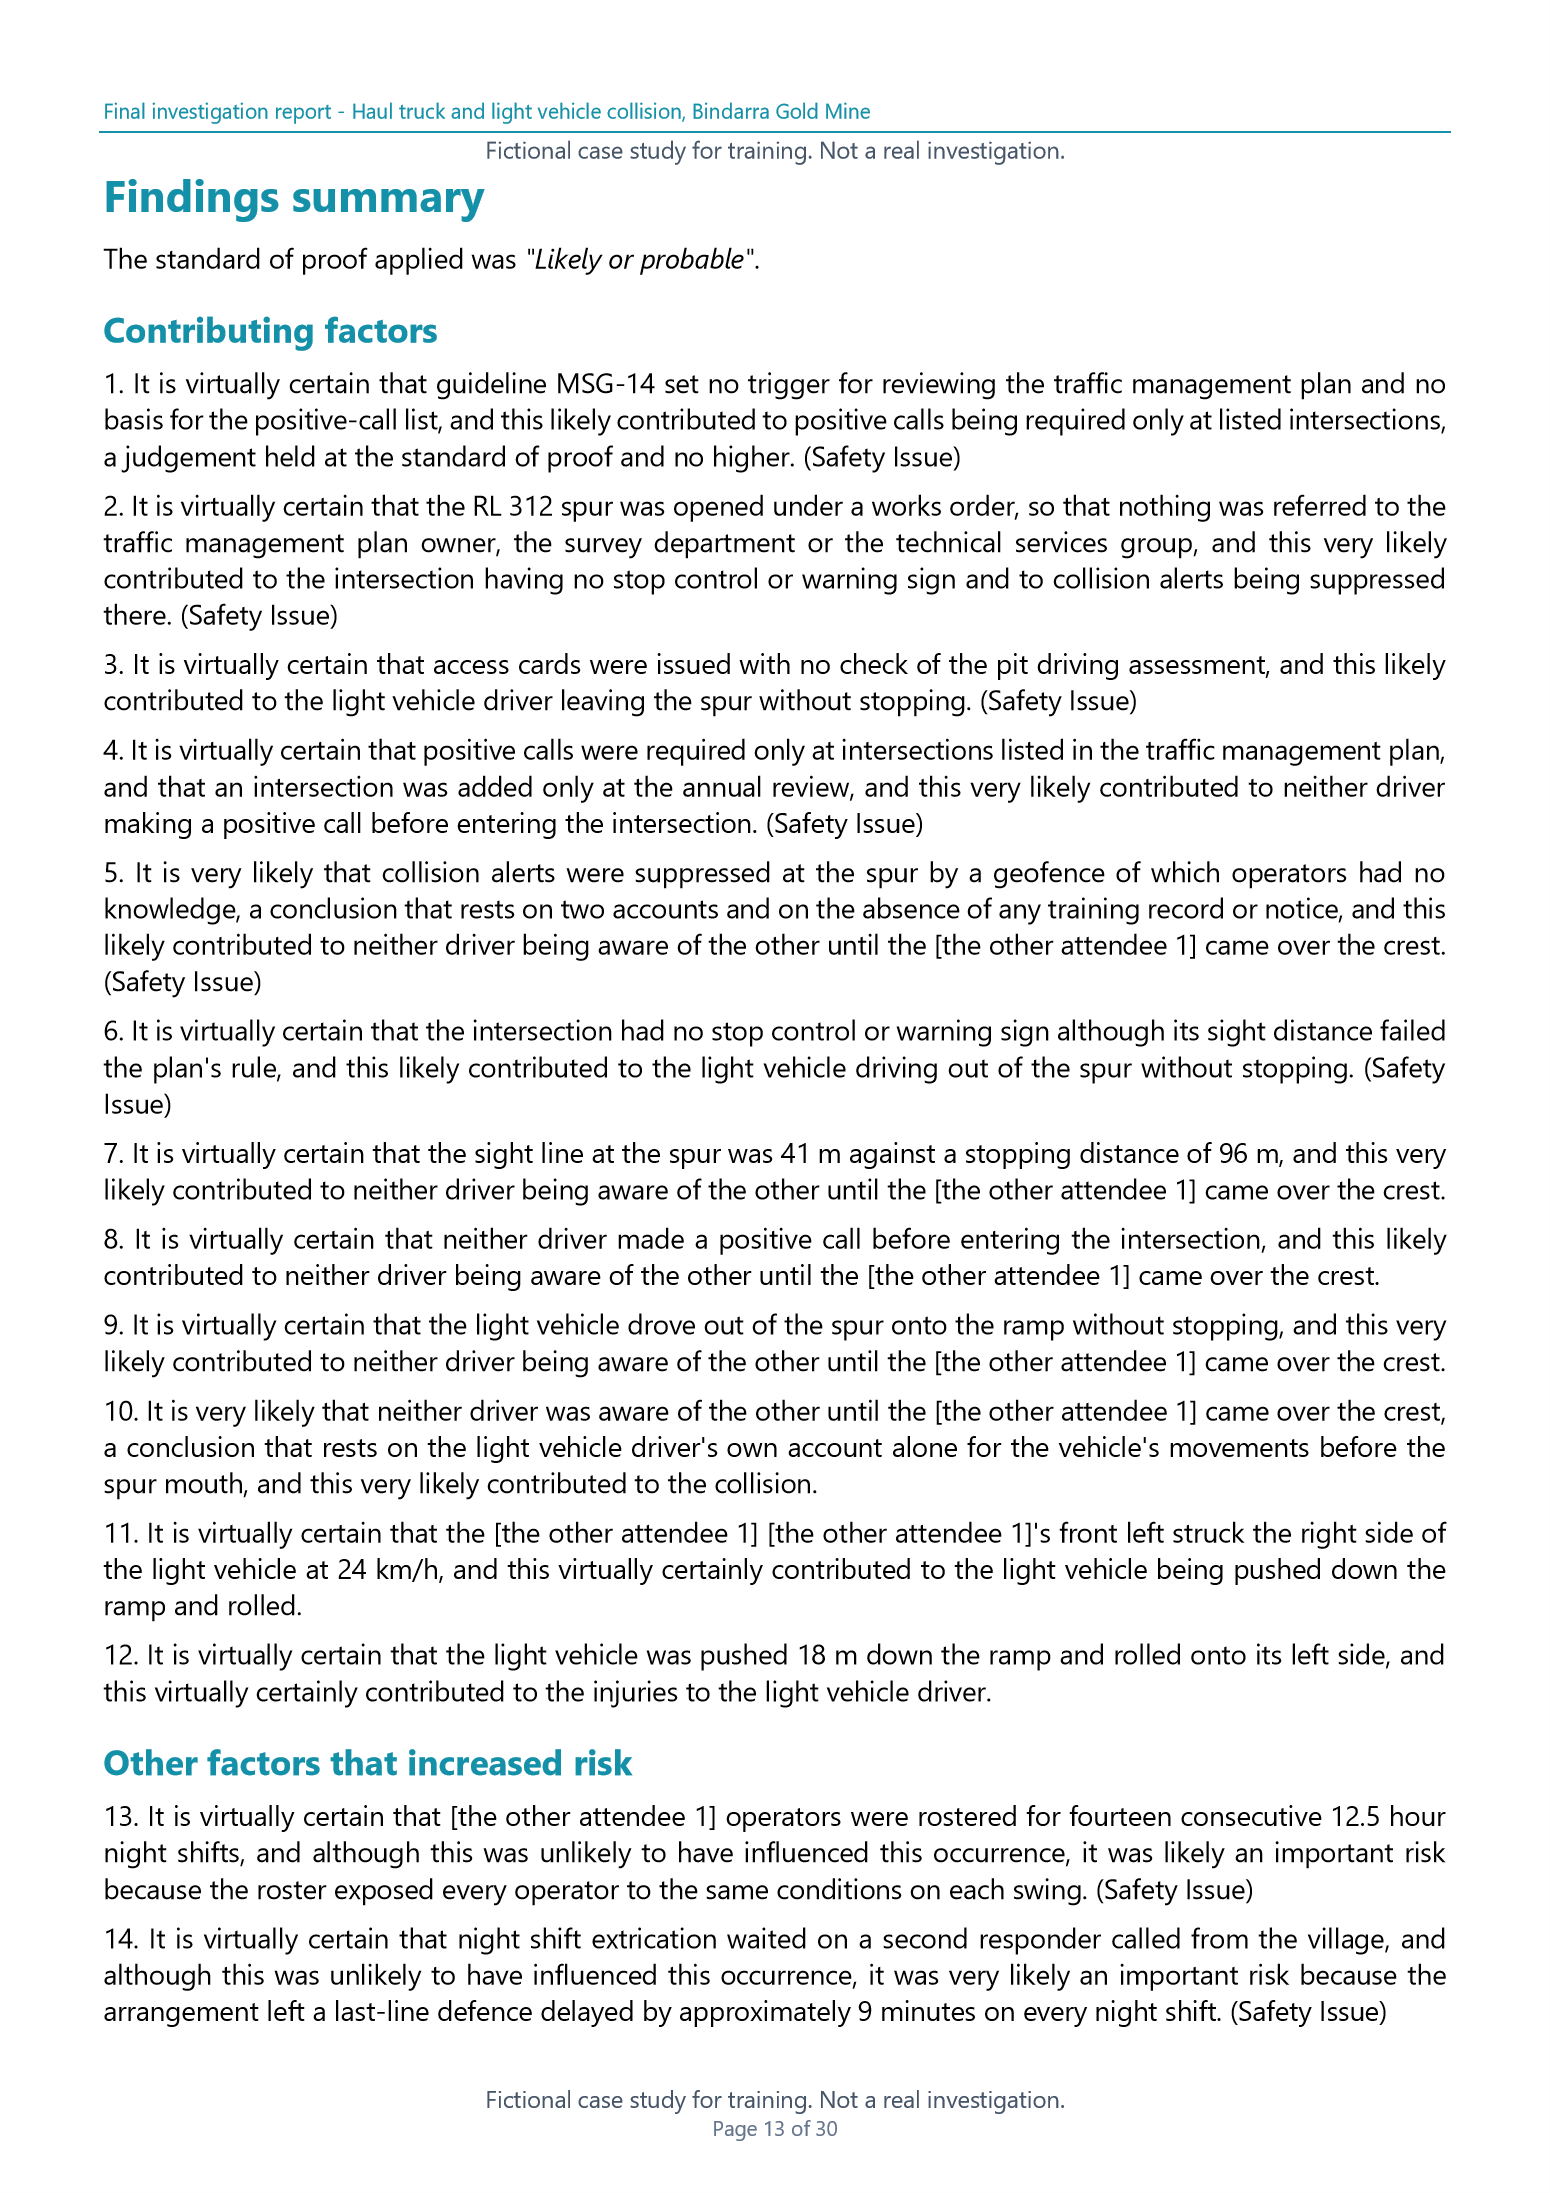 Final investigation report - Haul truck and light vehicle collision, Bindarra Gold Mine
Fictional case study for training. Not a real investigation.
Findings summary
The standard of proof applied was "Likely or probable".
Contributing factors
1. It is virtually certain that guideline MSG-14 set no trigger for reviewing the traffic management plan and no
basis for the positive-call list, and this likely contributed to positive calls being required only at listed intersections,
a judgement held at the standard of proof and no higher. (Safety Issue)
2. It is virtually certain that the RL 312 spur was opened under a works order, so that nothing was referred to the
traffic management plan owner, the survey department or the technical services group, and this very likely
contributed to the intersection having no stop control or warning sign and to collision alerts being suppressed
there. (Safety Issue)
3. It is virtually certain that access cards were issued with no check of the pit driving assessment, and this likely
contributed to the light vehicle driver leaving the spur without stopping. (Safety Issue)
4. It is virtually certain that positive calls were required only at intersections listed in the traffic management plan,
and that an intersection was added only at the annual review, and this very likely contributed to neither driver
making a positive call before entering the intersection. (Safety Issue)
5. It is very likely that collision alerts were suppressed at the spur by a geofence of which operators had no
knowledge, a conclusion that rests on two accounts and on the absence of any training record or notice, and this
likely contributed to neither driver being aware of the other until the [the other attendee 1] came over the crest.
(Safety Issue)
6. It is virtually certain that the intersection had no stop control or warning sign although its sight distance failed
the plan's rule, and this likely contributed to the light vehicle driving out of the spur without stopping. (Safety
Issue)
7. It is virtually certain that the sight line at the spur was 41 m against a stopping distance of 96 m, and this very
likely contributed to neither driver being aware of the other until the [the other attendee 1] came over the crest.
8. It is virtually certain that neither driver made a positive call before entering the intersection, and this likely
contributed to neither driver being aware of the other until the [the other attendee 1] came over the crest.
9. It is virtually certain that the light vehicle drove out of the spur onto the ramp without stopping, and this very
likely contributed to neither driver being aware of the other until the [the other attendee 1] came over the crest.
10. It is very likely that neither driver was aware of the other until the [the other attendee 1] came over the crest,
a conclusion that rests on the light vehicle driver's own account alone for the vehicle's movements before the
spur mouth, and this very likely contributed to the collision.
11. It is virtually certain that the [the other attendee 1] [the other attendee 1]'s front left struck the right side of
the light vehicle at 24 km/h, and this virtually certainly contributed to the light vehicle being pushed down the
ramp and rolled.
12. It is virtually certain that the light vehicle was pushed 18 m down the ramp and rolled onto its left side, and
this virtually certainly contributed to the injuries to the light vehicle driver.
Other factors that increased risk
13. It is virtually certain that [the other attendee 1] operators were rostered for fourteen consecutive 12.5 hour
night shifts, and although this was unlikely to have influenced this occurrence, it was likely an important risk
because the roster exposed every operator to the same conditions on each swing. (Safety Issue)
14. It is virtually certain that night shift extrication waited on a second responder called from the village, and
although this was unlikely to have influenced this occurrence, it was very likely an important risk because the
arrangement left a last-line defence delayed by approximately 9 minutes on every night shift. (Safety Issue)
Fictional case study for training. Not a real investigation.
Page 13 of 30